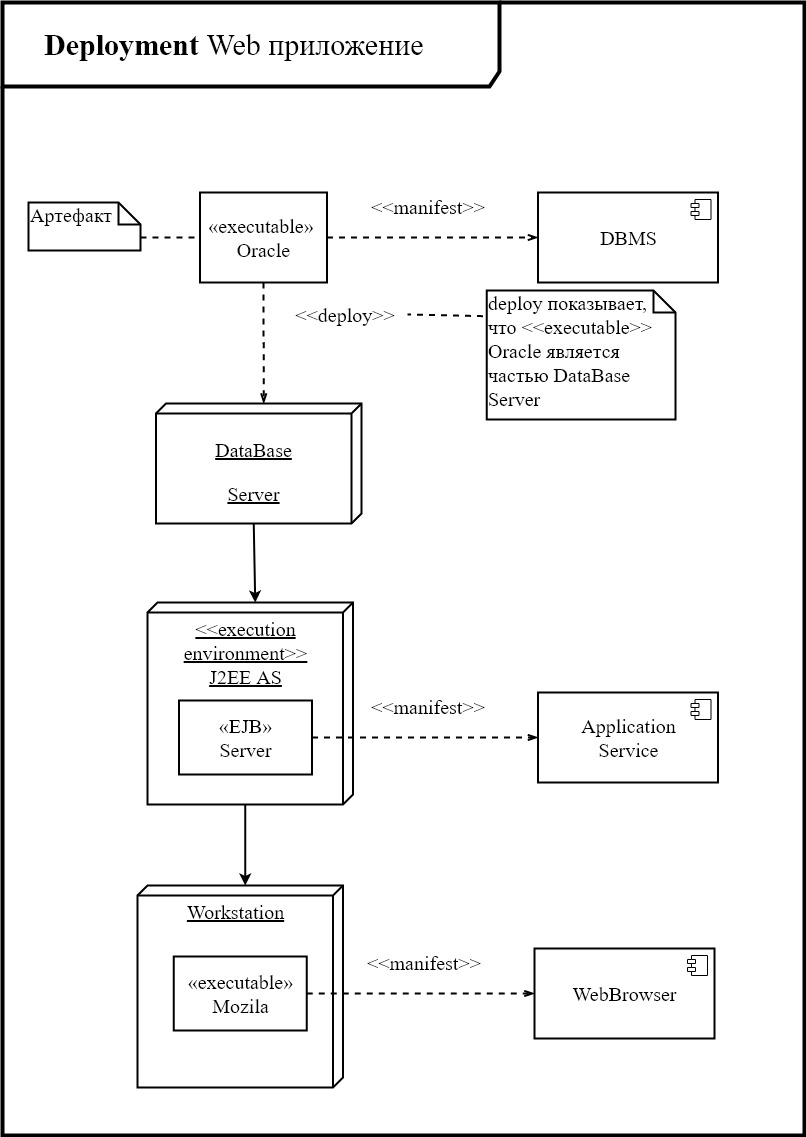 Deployment Web приложение
Артефакт
«executable»
Oracle
<<manifest>>
DBMS
<<deploy>>
deploy показывает,
что <<executable>>
Oracle является
частью DataBase
Server
DataBase
Server
<<execution
environment>>
J2EE AS
«EJB»
Server
<<manifest>>
Application
Service
Workstation
«executable»
Mozila
<<manifest>>
WebBrowser